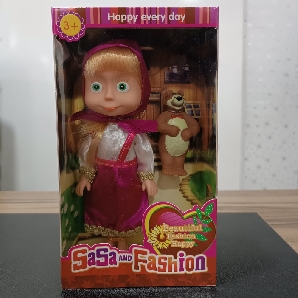 Happy every day
3+
Beautiful
Fashion
Happy
SaSa AND Fashion